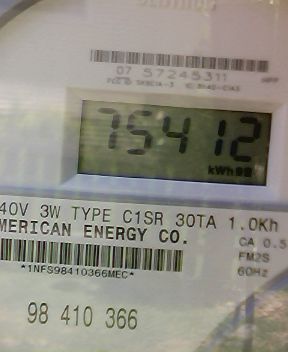 07 57245311
75412
kWh
40V 3W TYPE C1SR 30TA 1.0Kh
MERICAN ENERGY CO.
CA 0.5
*1NFS98410366MEC*
FM2S
60Hz
98 410 366